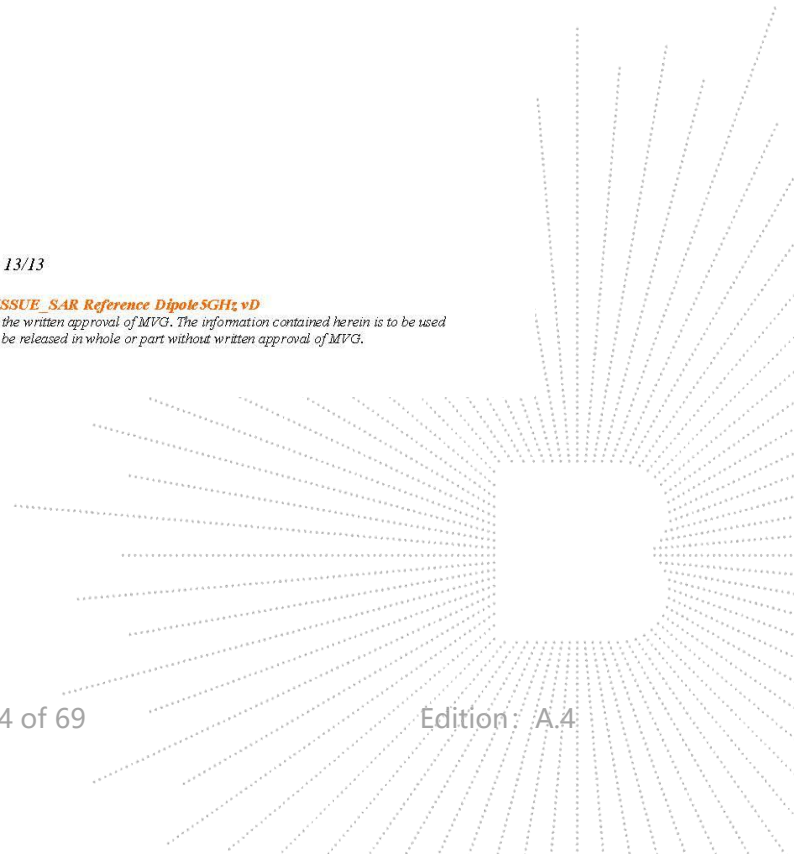 13/13
SSUE_SAR Reference Dipole5GHz vD
the written approval of MVG. The information contained herein is to be used
be released in whole or part without written approval of MVG.
4 of 69 Edition：A.4